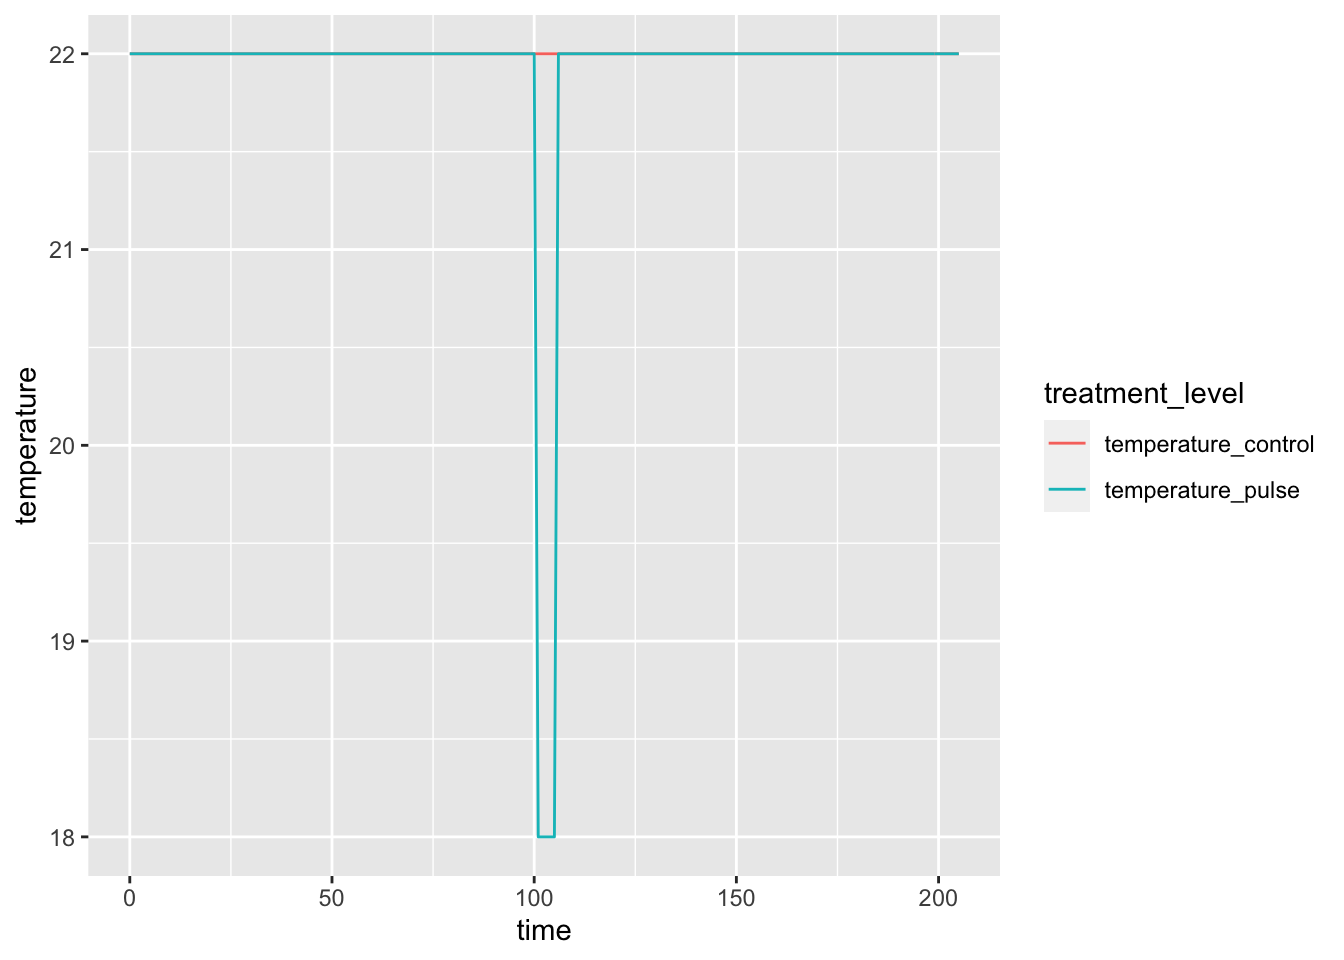 22
21
20
19
18
temperature
0 50 100 150 200
time
treatment_level
temperature_control
temperature_pulse